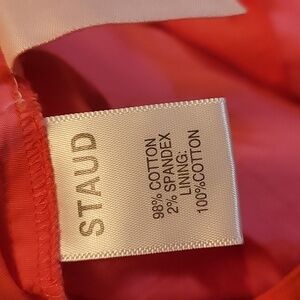 STAUD
98% COTTON
2% SPANDEX
LINING:
100%COTTON